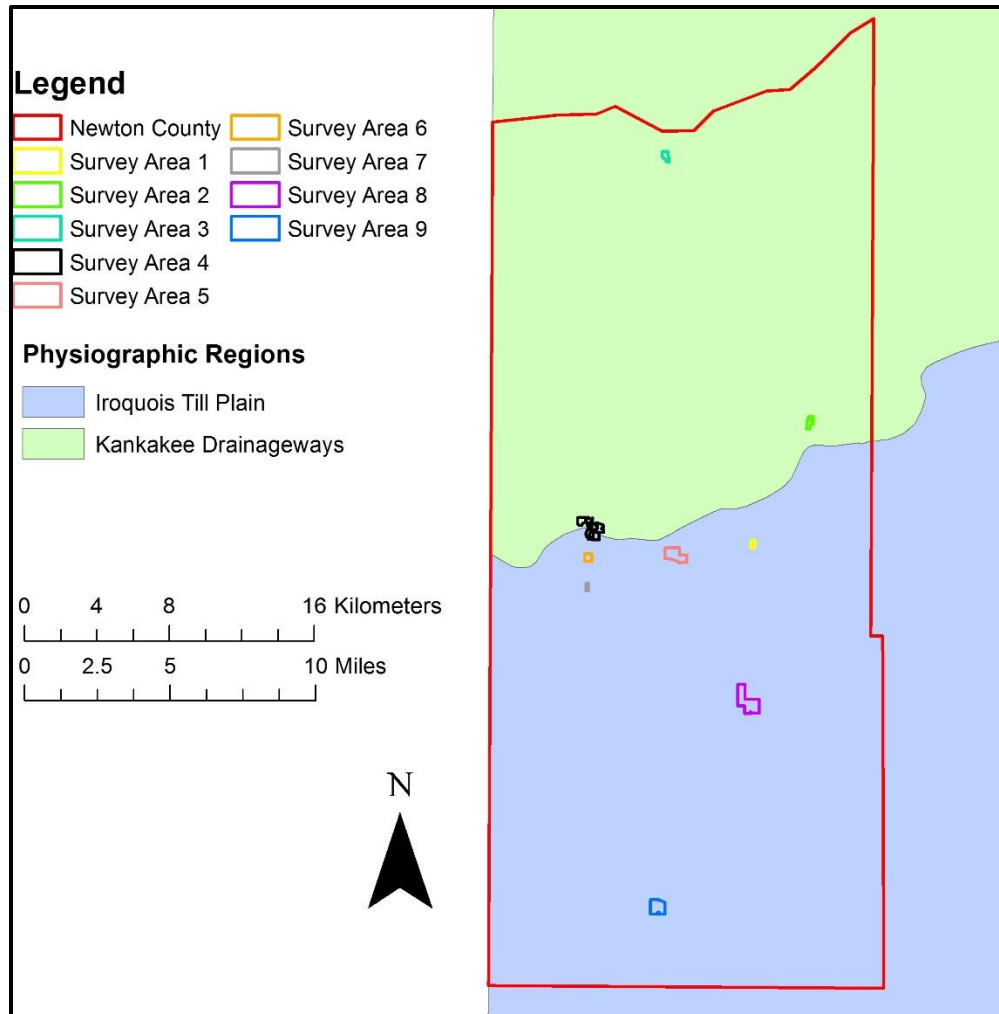 Legend
Newton County
Survey Area 1
Survey Area 2
Survey Area 3
Survey Area 4
Survey Area 5
Survey Area 6
Survey Area 7
Survey Area 8
Survey Area 9
Physiographic Regions
Iroquois Till Plain
Kankakee Drainageways
0 4 8 16 Kilometers
0 2.5 5 10 Miles
N